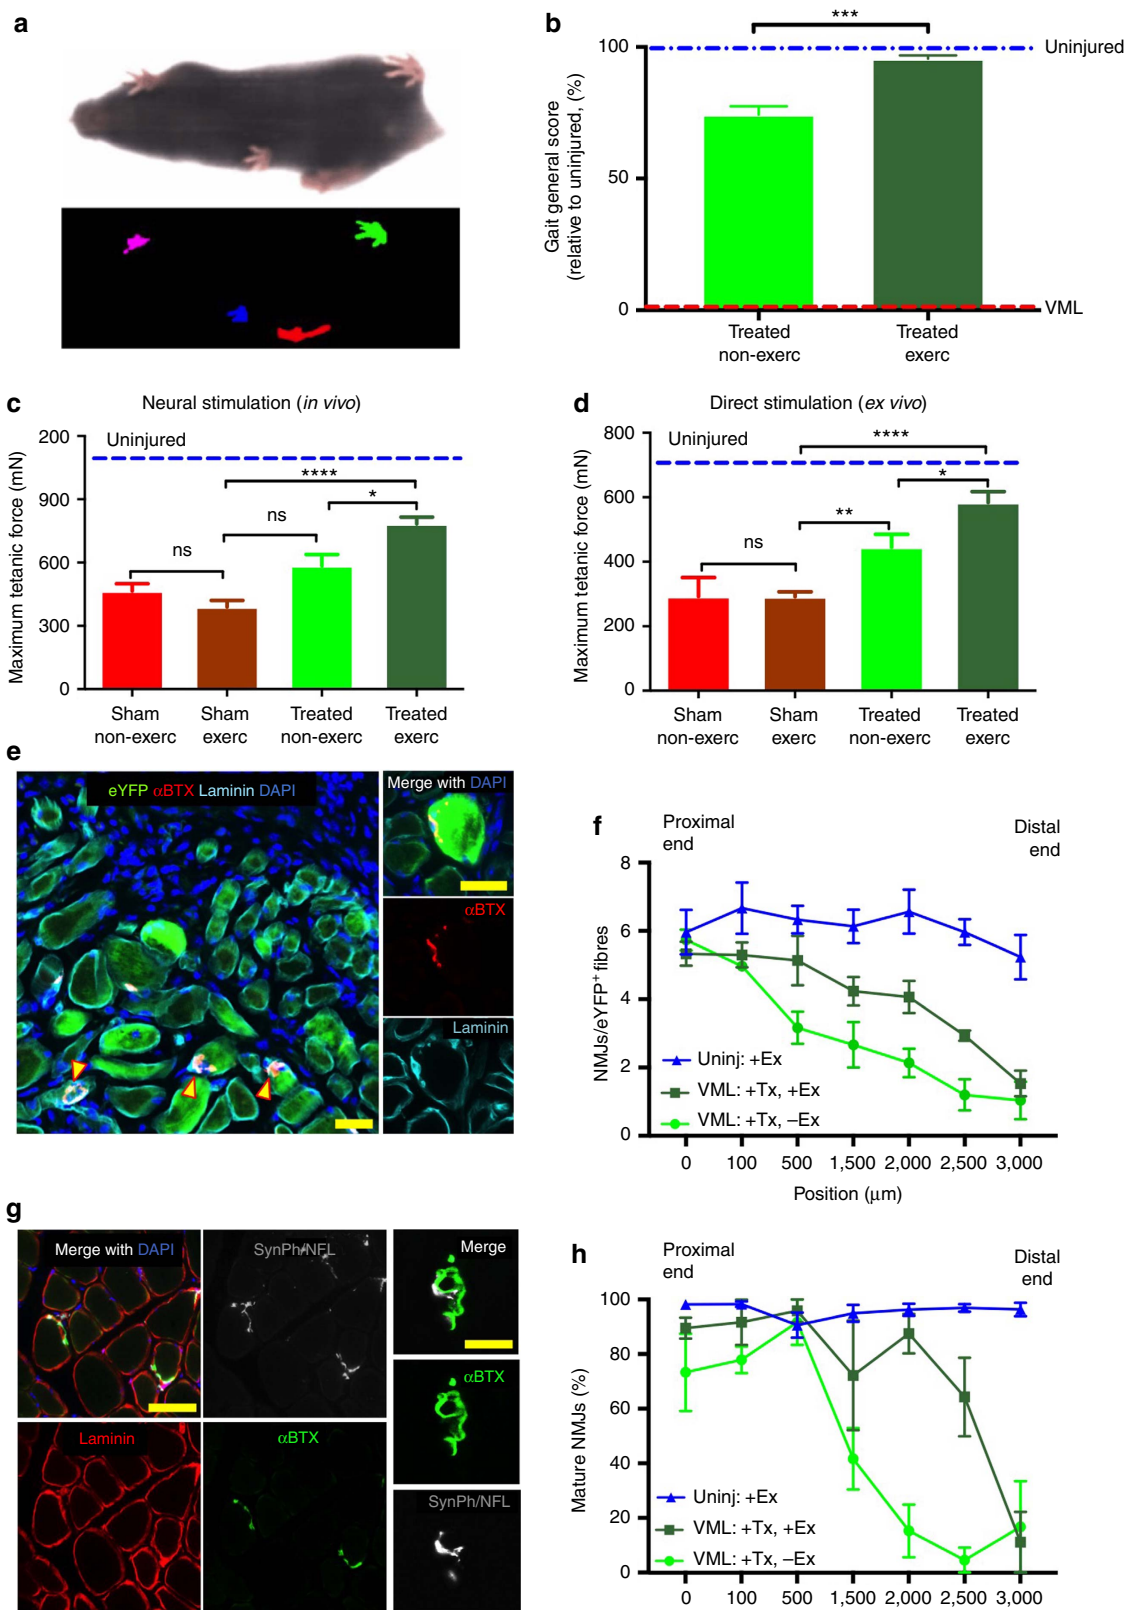 a
b
***
100
Uninjured
50
0
VML
Gait general score
(relative to uninjured, (%)
Treated
non-exerc
Treated
exerc
c
Neural stimulation (in vivo)
200
Uninjured
900
600
300
0
Maximum tetanic force (mN)
****
*
ns
ns
Sham
non-exerc
Sham
exerc
Treated
non-exerc
Treated
exerc
d
Direct stimulation (ex vivo)
800
Uninjured
600
400
200
0
Maximum tetanic force (mN)
****
*
**
ns
Sham
non-exerc
Sham
exerc
Treated
non-exerc
Treated
exerc
e
eYFP αBTX Laminin DAPI
Merge with DAPI
αBTX
Laminin
f
Proximal
end
Distal
end
8
6
4
2
0
NMJs/eYFP+ fibres
Uninj: +Ex
VML: +Tx, +Ex
VML: +Tx, –Ex
0 100 500 1,500 2,000 2,500 3,000
Position (μm)
g
Merge with DAPI
SynPh/NFL
Merge
αBTX
Laminin
αBTX
SynPh/NFL
h
Proximal
end
Distal
end
100
80
60
40
20
0
Mature NMJs (%)
Uninj: +Ex
VML: +Tx, +Ex
VML: +Tx, –Ex
0 100 500 1,500 2,000 2,500 3,000